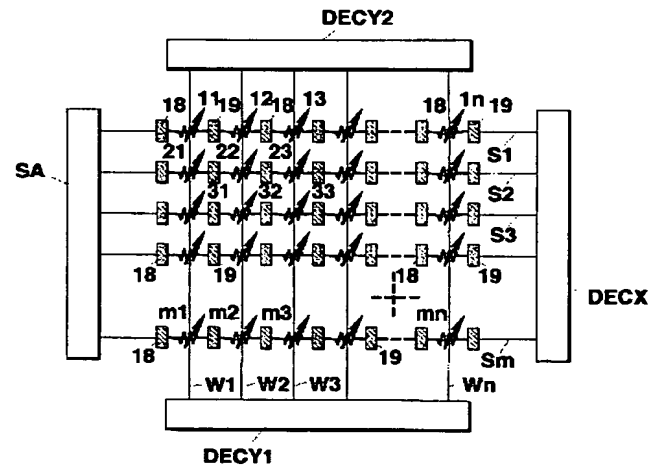 DECY2
18 11 19 12 18 13 18 1n 19
21 22 23 S1
SA
31 32 33 S2
S3
18 19 18 19
DECX
m1 m2 m3 mn
18 19 Sm
W1 W2 W3 Wn
DECY1